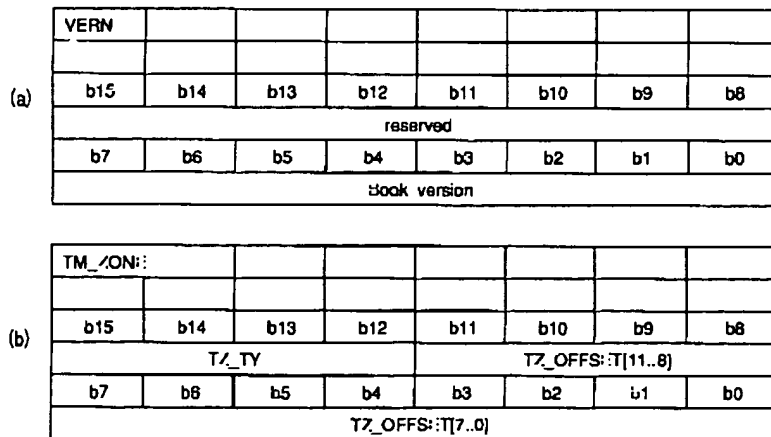 VERN
(a)
b15 b14 b13 b12 b11 b10 b9 b8
reserved
b7 b6 b5 b4 b3 b2 b1 b0
Book version
TM_ZONE
(b)
b15 b14 b13 b12 b11 b10 b9 b8
TZ_TY TZ_OFFSET[11..8]
b7 b6 b5 b4 b3 b2 b1 b0
TZ_OFFSET[7..0]